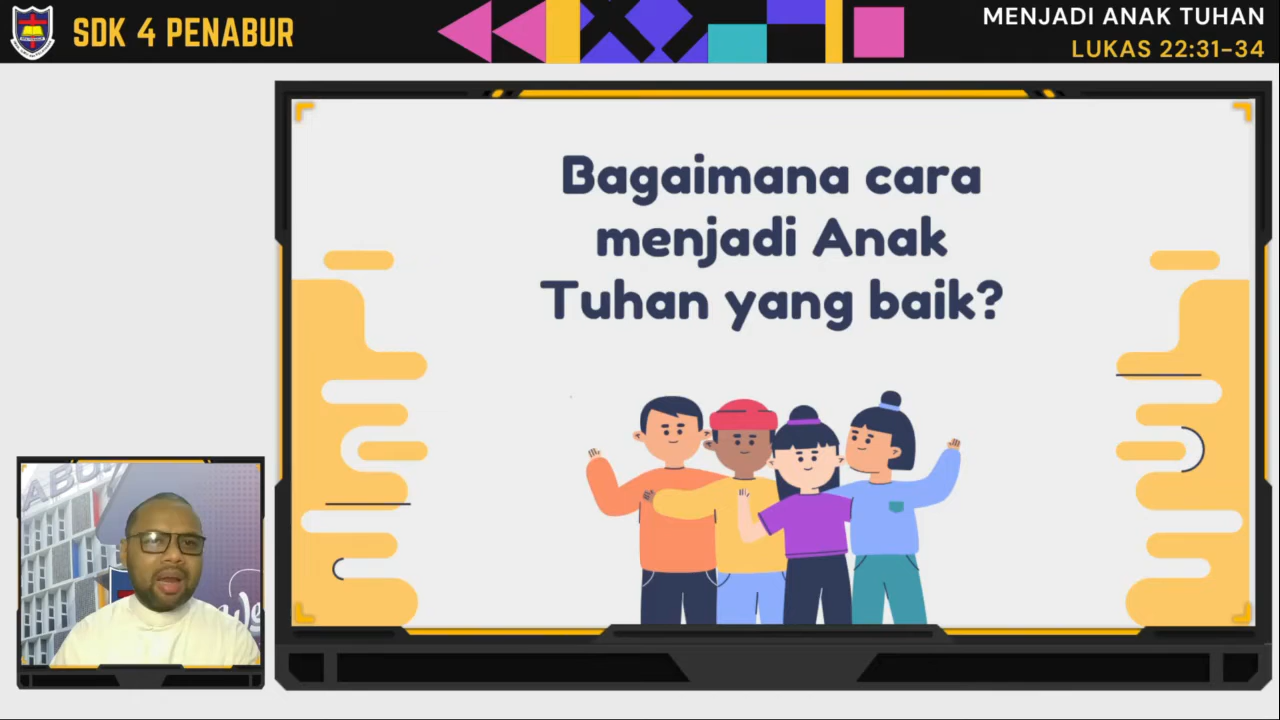 SDK 4 PENABUR
MENJADI ANAK TUHAN
LUKAS 22:31-34
Bagaimana cara
menjadi Anak
Tuhan yang baik?